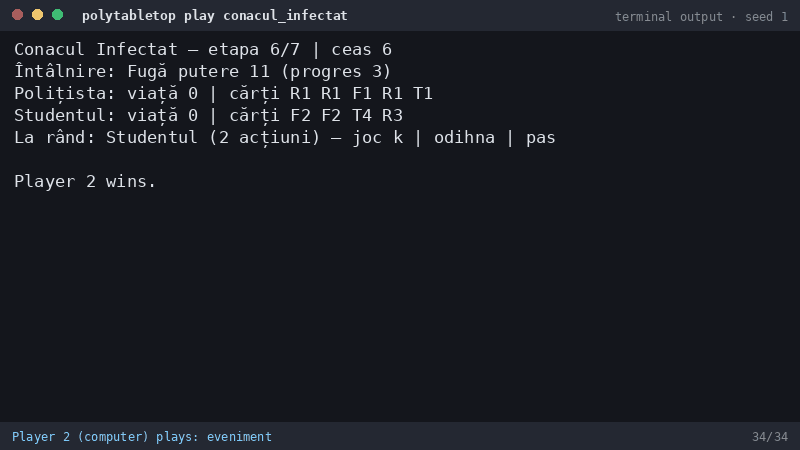 polytabletop play conacul_infectat
terminal output · seed 1
Conacul Infectat — etapa 6/7 | ceas 6
Întâlnire: Fugă putere 11 (progres 3)
Polițista: viață 0 | cărți R1 R1 F1 R1 T1
Studentul: viață 0 | cărți F2 F2 T4 R3
La rând: Studentul (2 acțiuni) — joc k | odihna | pas
Player 2 wins.
Player 2 (computer) plays: eveniment
34/34